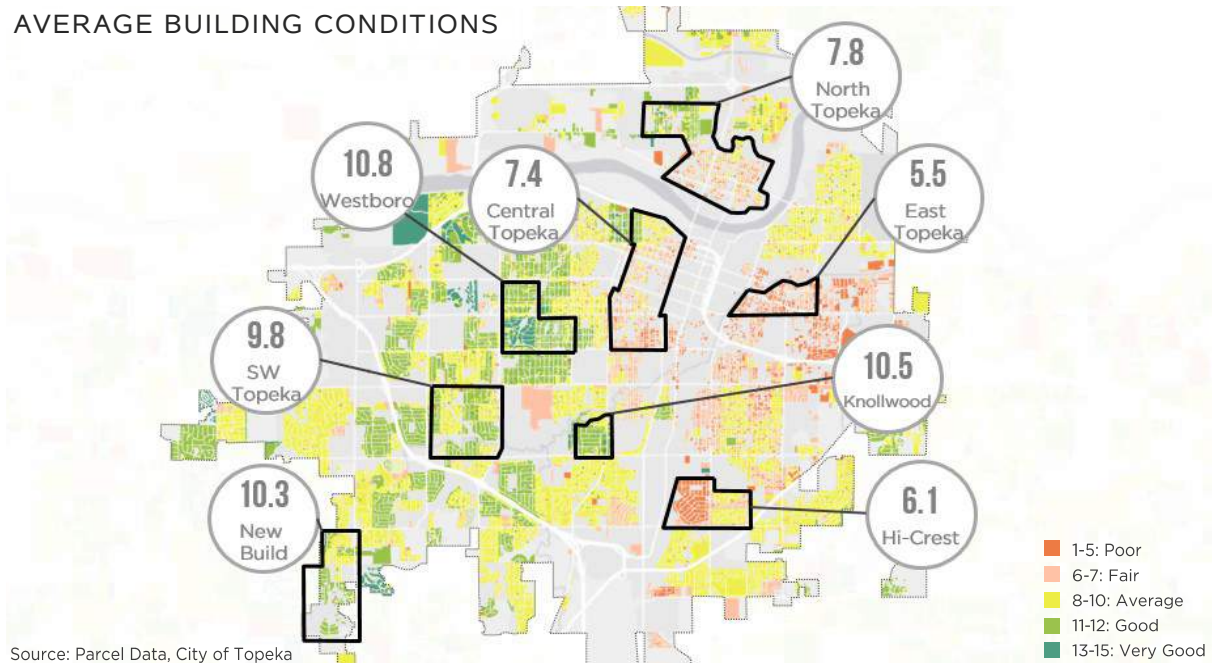 AVERAGE BUILDING CONDITIONS
7.8
North
Topeka
10.8
Westboro
7.4
Central
Topeka
5.5
East
Topeka
9.8
SW
Topeka
10.5
Knollwood
10.3
New
Build
6.1
Hi-Crest
1-5: Poor
6-7: Fair
8-10: Average
11-12: Good
13-15: Very Good
Source: Parcel Data, City of Topeka